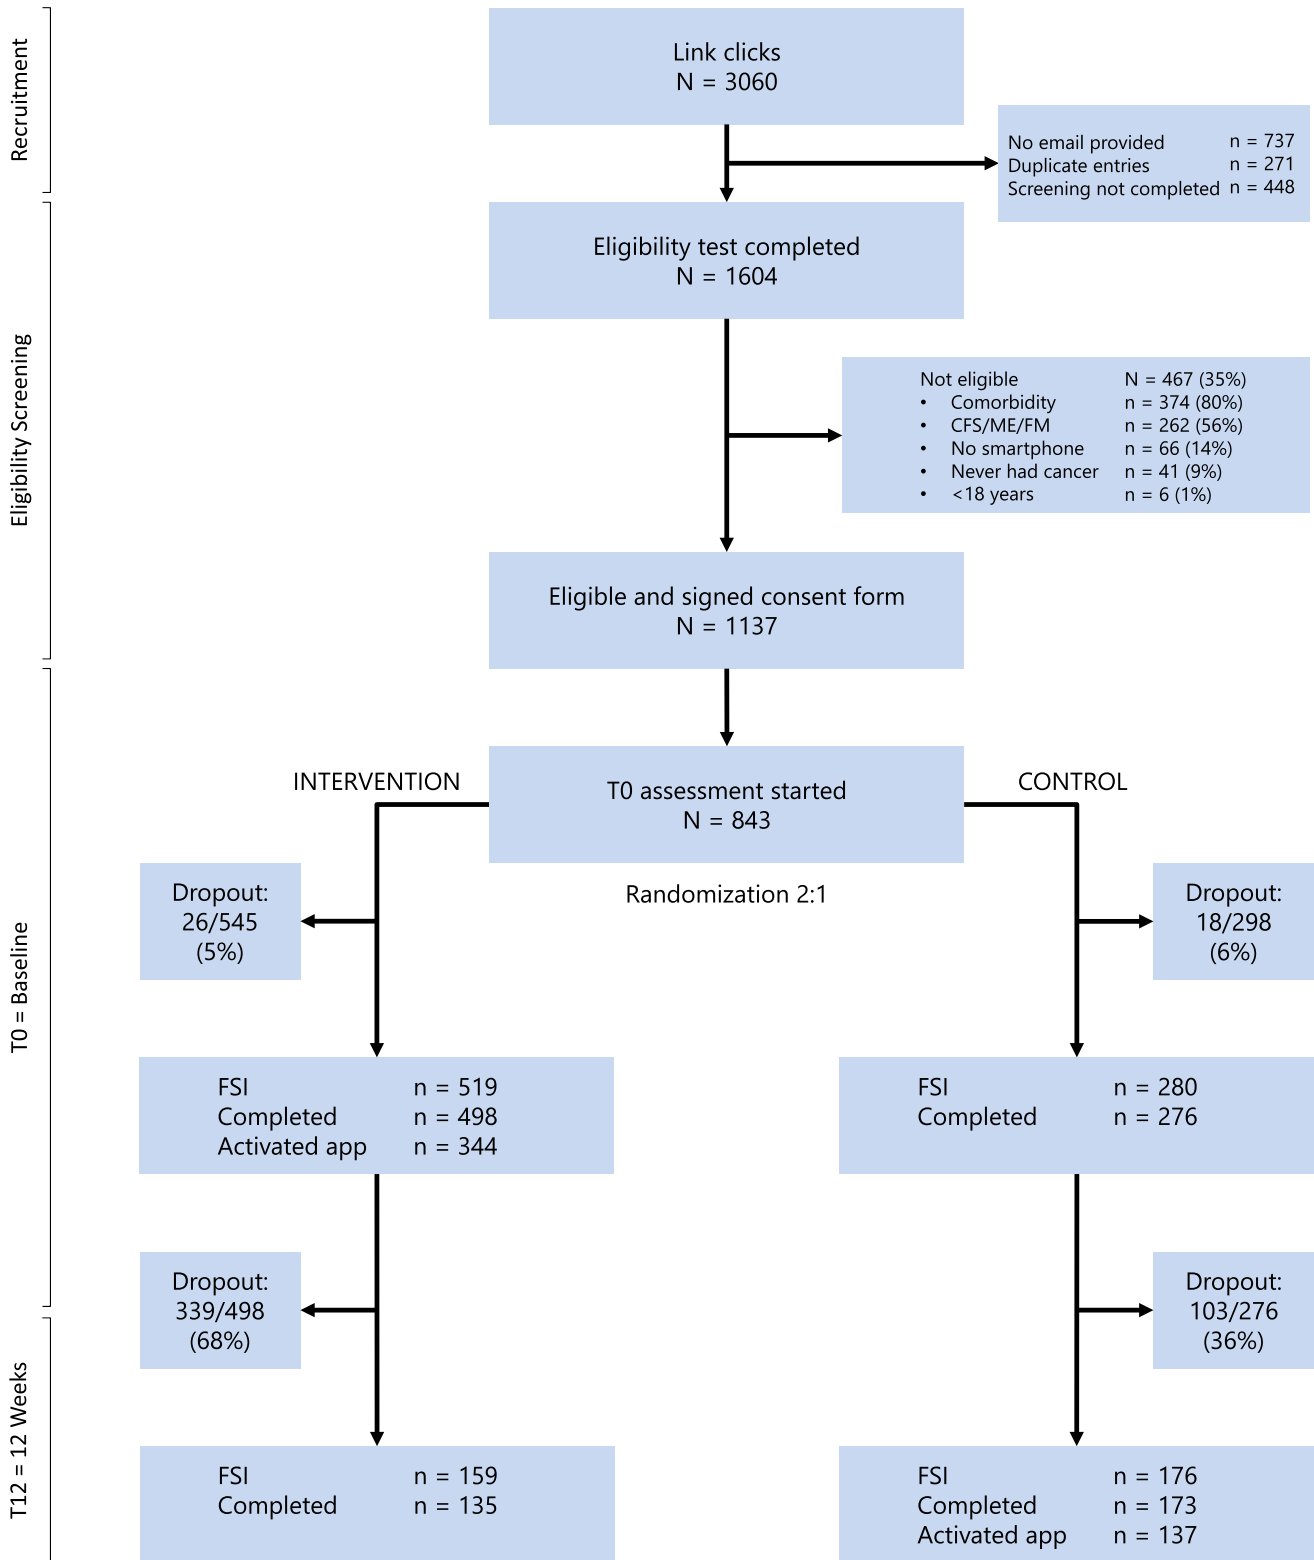 Recruitment
Link clicks
N = 3060
No email provided n = 737
Duplicate entries n = 271
Screening not completed n = 448
Eligibility Screening
Eligibility test completed
N = 1604
Not eligible N = 467 (35%)
• Comorbidity n = 374 (80%)
• CFS/ME/FM n = 262 (56%)
• No smartphone n = 66 (14%)
• Never had cancer n = 41 (9%)
• <18 years n = 6 (1%)
Eligible and signed consent form
N = 1137
T0 = Baseline
T0 assessment started
N = 843
INTERVENTION
CONTROL
Randomization 2:1
Dropout:
26/545
(5%)
Dropout:
18/298
(6%)
FSI n = 519
Completed n = 498
Activated app n = 344
FSI n = 280
Completed n = 276
Dropout:
339/498
(68%)
Dropout:
103/276
(36%)
T12 = 12 Weeks
FSI n = 159
Completed n = 135
FSI n = 176
Completed n = 173
Activated app n = 137